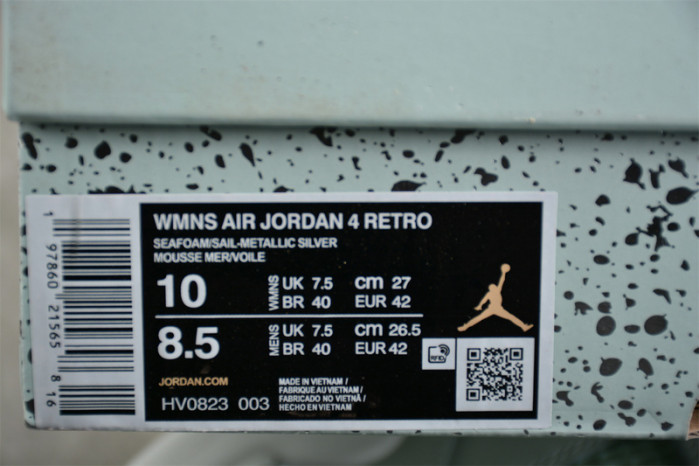 WMNS AIR JORDAN 4 RETRO
SEAFOAM/SAIL-METALLIC SILVER
MOUSSE MER/VOILE
10 WMNS UK 7.5 cm 27
BR 40 EUR 42
8.5 MENS UK 7.5 cm 26.5
BR 40 EUR 42
JORDAN.COM
HV0823 003
MADE IN VIETNAM /
FABRIQUE AU VIETNAM /
FABRICADO NO VIETNÃ /
HECHO EN VIETNAM
1 97860 21565 8 16